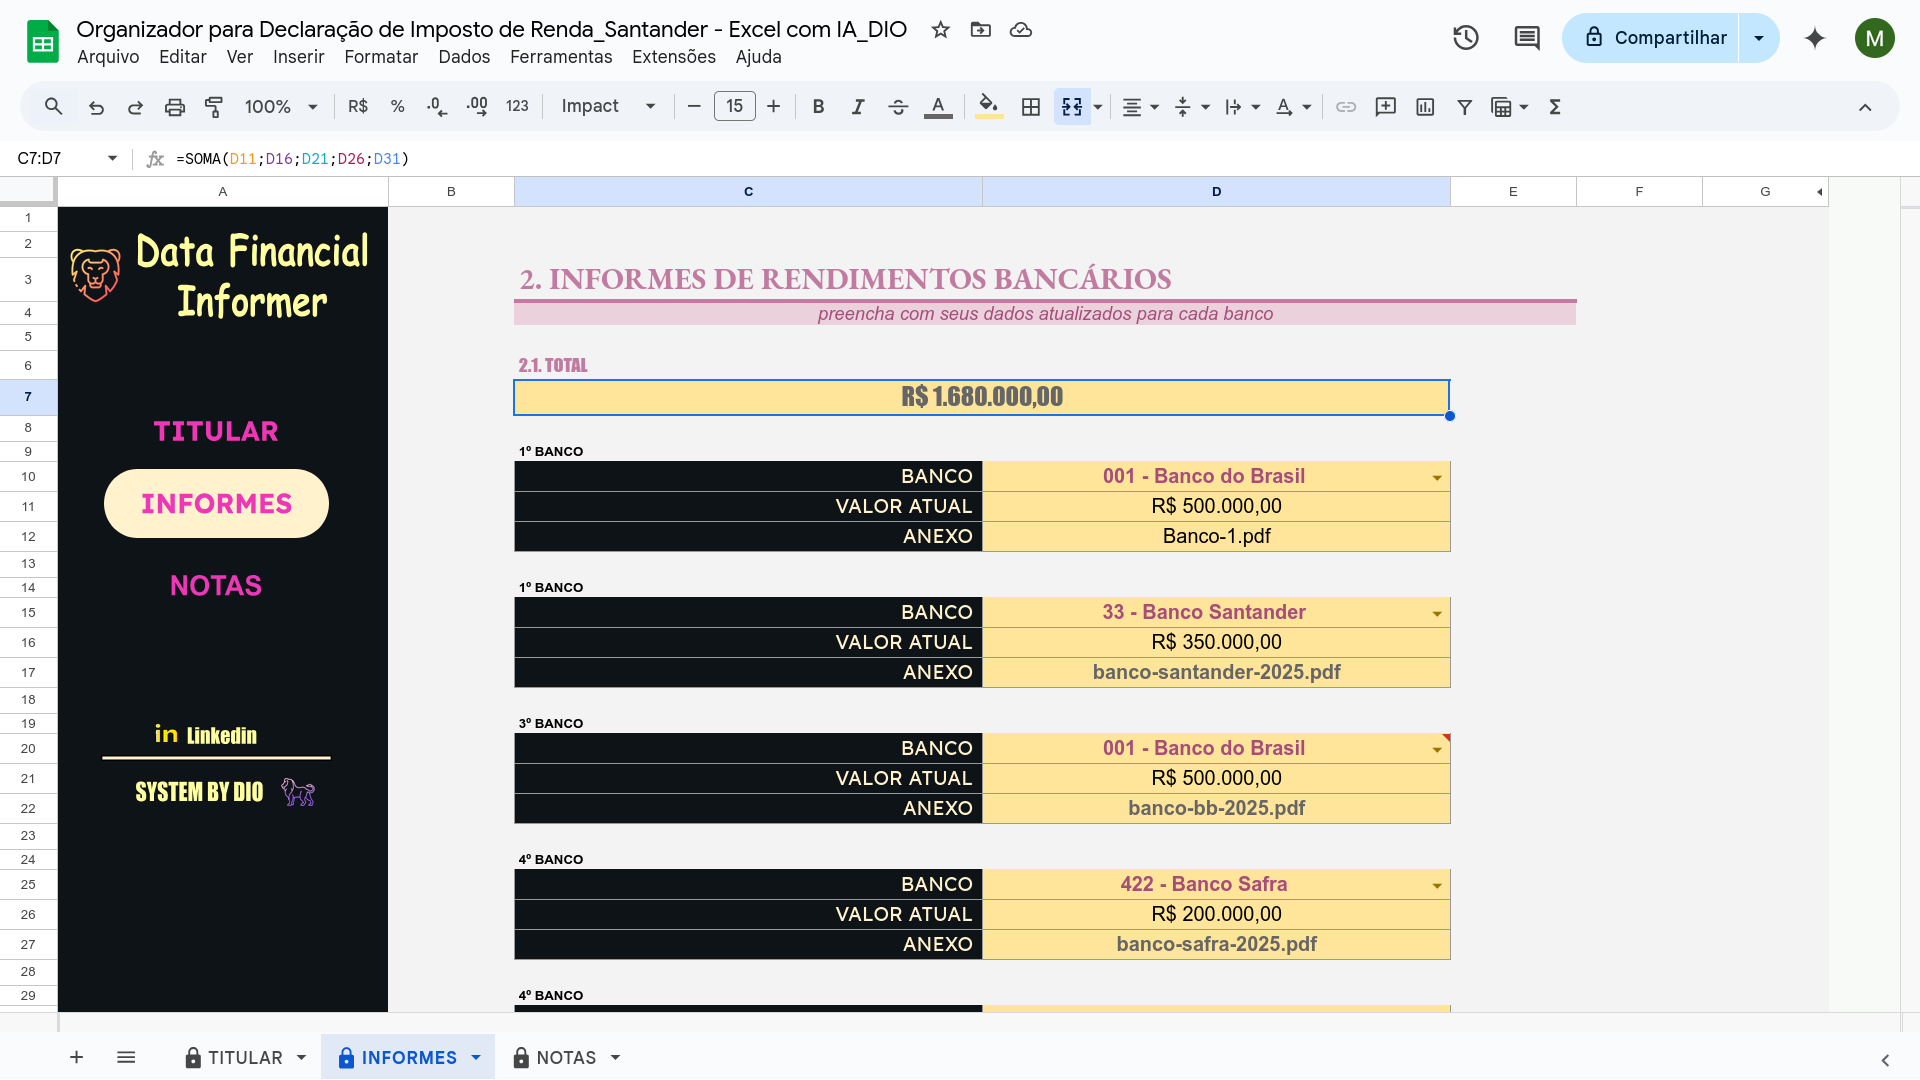 Organizador para Declaração de Imposto de Renda_Santander - Excel com IA_DIO
Arquivo Editar Ver Inserir Formatar Dados Ferramentas Extensões Ajuda
Compartilhar
M
100% R$ % .0 .00 123 Impact 15 B I A A
C7:D7 fx =SOMA(D11;D16;D21;D26;D31)
A B C D E F G
1
2
3
4
5
6
7
8
9
10
11
12
13
14
15
16
17
18
19
20
21
22
23
24
25
26
27
28
29
Data Financial
Informer
TITULAR
INFORMES
NOTAS
in Linkedin
SYSTEM BY DIO
2. INFORMES DE RENDIMENTOS BANCÁRIOS
preencha com seus dados atualizados para cada banco
2.1. TOTAL
R$ 1.680.000,00
1º BANCO
BANCO 001 - Banco do Brasil
VALOR ATUAL R$ 500.000,00
ANEXO Banco-1.pdf
1º BANCO
BANCO 33 - Banco Santander
VALOR ATUAL R$ 350.000,00
ANEXO banco-santander-2025.pdf
3º BANCO
BANCO 001 - Banco do Brasil
VALOR ATUAL R$ 500.000,00
ANEXO banco-bb-2025.pdf
4º BANCO
BANCO 422 - Banco Safra
VALOR ATUAL R$ 200.000,00
ANEXO banco-safra-2025.pdf
4º BANCO
TITULAR INFORMES NOTAS